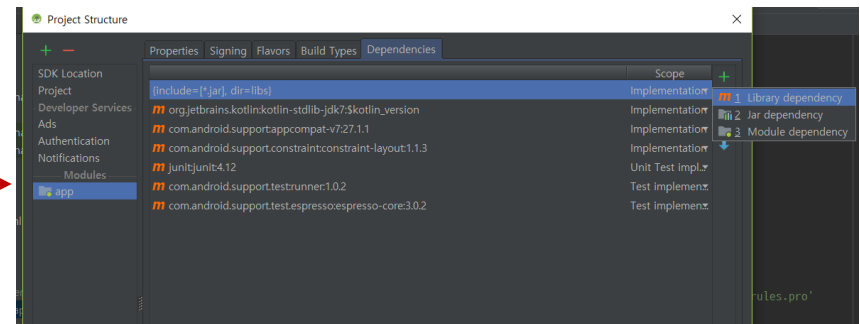 Project Structure
Properties Signing Flavors Build Types Dependencies
SDK Location
Project
Developer Services
Ads
Authentication
Notifications
Modules
app
Scope
{include=[*.jar], dir=libs} Implementation
m org.jetbrains.kotlin:kotlin-stdlib-jdk7:$kotlin_version Implementation
m com.android.support:appcompat-v7:27.1.1 Implementation
m com.android.support.constraint:constraint-layout:1.1.3 Implementation
m junit:junit:4.12 Unit Test impl..
m com.android.support.test:runner:1.0.2 Test implemen..
m com.android.support.test.espresso:espresso-core:3.0.2 Test implemen..
m 1 Library dependency
2 Jar dependency
3 Module dependency
rules.pro'